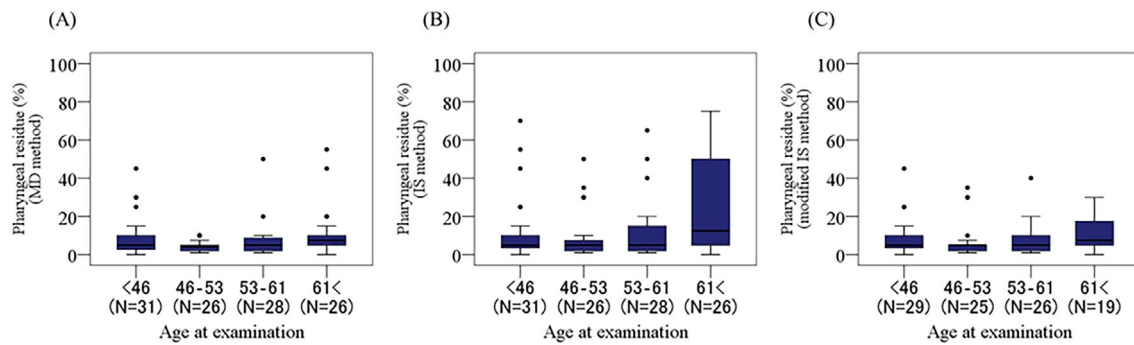 (A)
Pharyngeal residue (%)
(MD method)
100
80
60
40
20
0
<46 46-53 53-61 61<
(N=31) (N=26) (N=28) (N=26)
Age at examination
(B)
Pharyngeal residue (%)
(IS method)
100
80
60
40
20
0
<46 46-53 53-61 61<
(N=31) (N=26) (N=28) (N=26)
Age at examination
(C)
Pharyngeal residue (%)
(modified IS method)
100
80
60
40
20
0
<46 46-53 53-61 61<
(N=29) (N=25) (N=26) (N=19)
Age at examination